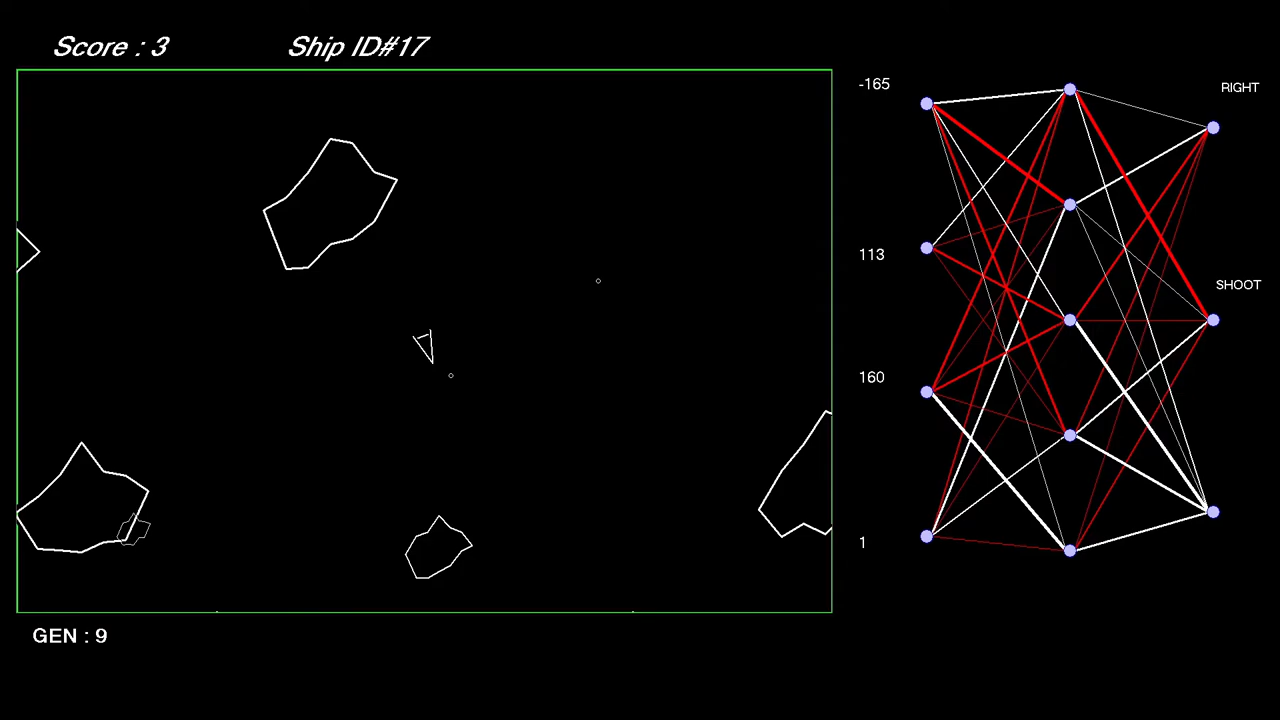 Score : 3
Ship ID#17
-165
RIGHT
113
SHOOT
160
1
GEN : 9